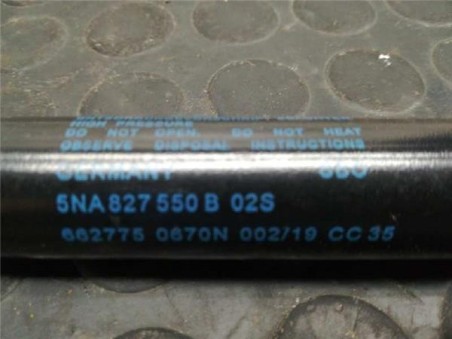 HIGH PRESSURE
DO NOT OPEN. DO NOT HEAT
OBSERVE DISPOSAL INSTRUCTIONS
GERMANY
5NA 827 550 B 02S
662775 0670N 002/19 CC 35